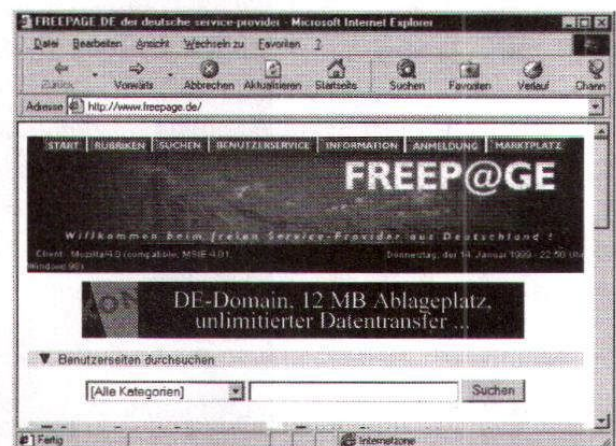 FREEPAGE.DE der deutsche service-provider - Microsoft Internet Explorer
Datei Bearbeiten Ansicht Wechseln zu Favoriten ?
Zurück Vorwärts Abbrechen Aktualisieren Startseite Suchen Favoriten Verlauf Chann
Adresse http://www.freepage.de/
START RUBRIKEN SUCHEN BENUTZERSERVICE INFORMATION ANMELDUNG MARKTPLATZ
FREEP@GE
Willkommen beim freien Service-Provider aus Deutschland !
Client: Mozilla/4.0 (compatible; MSIE 4.01; Donnerstag, der 14. Januar 1999 - 22:50 Uhr
Windows 98)
DE-Domain, 12 MB Ablageplatz,
unlimitierter Datentransfer ...
Benutzerseiten durchsuchen
[Alle Kategorien] Suchen
Fertig Internetzone